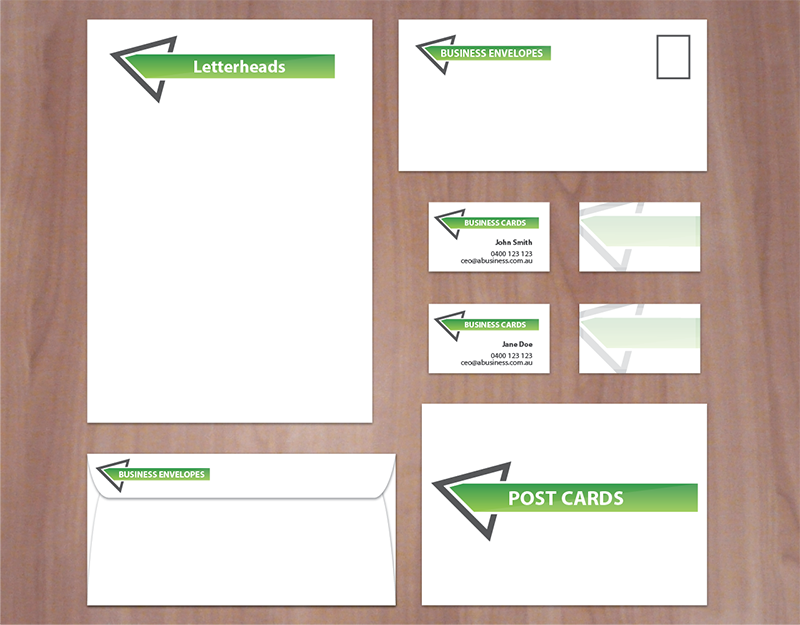 Letterheads
BUSINESS ENVELOPES
BUSINESS CARDS
John Smith
0400 123 123
ceo@abusiness.com.au
BUSINESS CARDS
Jane Doe
0400 123 123
ceo@abusiness.com.au
BUSINESS ENVELOPES
POST CARDS